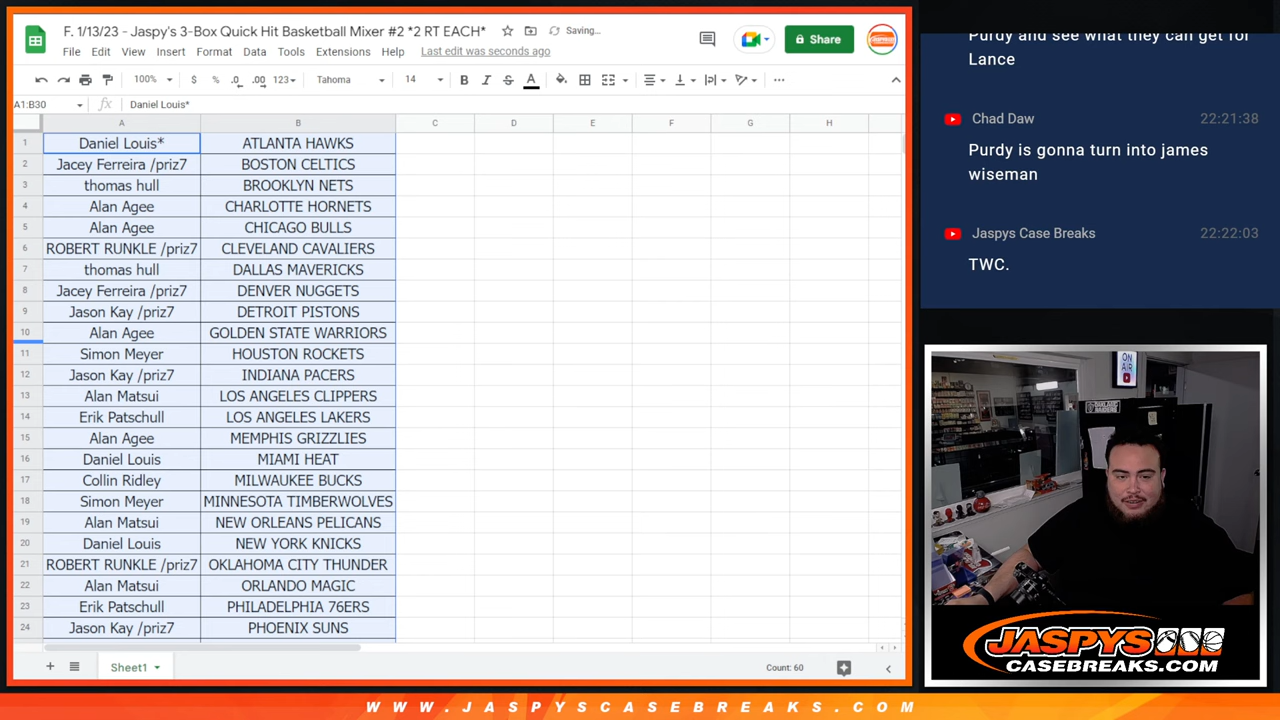 F. 1/13/23 - Jaspy's 3-Box Quick Hit Basketball Mixer #2 *2 RT EACH*
Saving...
File Edit View Insert Format Data Tools Extensions Help Last edit was seconds ago
Share
100% $ % .0 .00 123 Tahoma 14 B I S A
A1:B30 fx Daniel Louis*
A B C D E F G H
1 Daniel Louis* ATLANTA HAWKS
2 Jacey Ferreira /priz7 BOSTON CELTICS
3 thomas hull BROOKLYN NETS
4 Alan Agee CHARLOTTE HORNETS
5 Alan Agee CHICAGO BULLS
6 ROBERT RUNKLE /priz7 CLEVELAND CAVALIERS
7 thomas hull DALLAS MAVERICKS
8 Jacey Ferreira /priz7 DENVER NUGGETS
9 Jason Kay /priz7 DETROIT PISTONS
10 Alan Agee GOLDEN STATE WARRIORS
11 Simon Meyer HOUSTON ROCKETS
12 Jason Kay /priz7 INDIANA PACERS
13 Alan Matsui LOS ANGELES CLIPPERS
14 Erik Patschull LOS ANGELES LAKERS
15 Alan Agee MEMPHIS GRIZZLIES
16 Daniel Louis MIAMI HEAT
17 Collin Ridley MILWAUKEE BUCKS
18 Simon Meyer MINNESOTA TIMBERWOLVES
19 Alan Matsui NEW ORLEANS PELICANS
20 Daniel Louis NEW YORK KNICKS
21 ROBERT RUNKLE /priz7 OKLAHOMA CITY THUNDER
22 Alan Matsui ORLANDO MAGIC
23 Erik Patschull PHILADELPHIA 76ERS
24 Jason Kay /priz7 PHOENIX SUNS
Sheet1
Count: 60
Purdy and see what they can get for
Lance
Chad Daw 22:21:38
Purdy is gonna turn into james
wiseman
Jaspys Case Breaks 22:22:03
TWC.
ON
AIR
JASPYS
CASEBREAKS.COM
WWW.JASPYSCASEBREAKS.COM